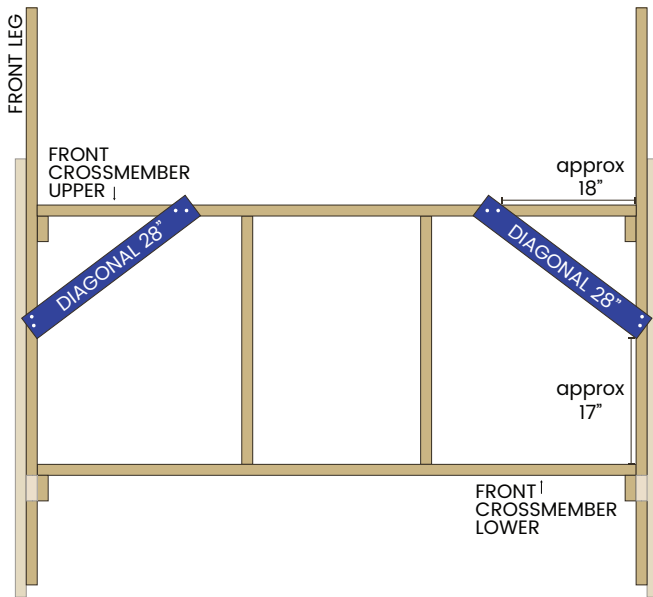 FRONT LEG
FRONT
CROSSMEMBER
UPPER
approx
18”
DIAGONAL 28”
DIAGONAL 28”
approx
17”
FRONT
CROSSMEMBER
LOWER